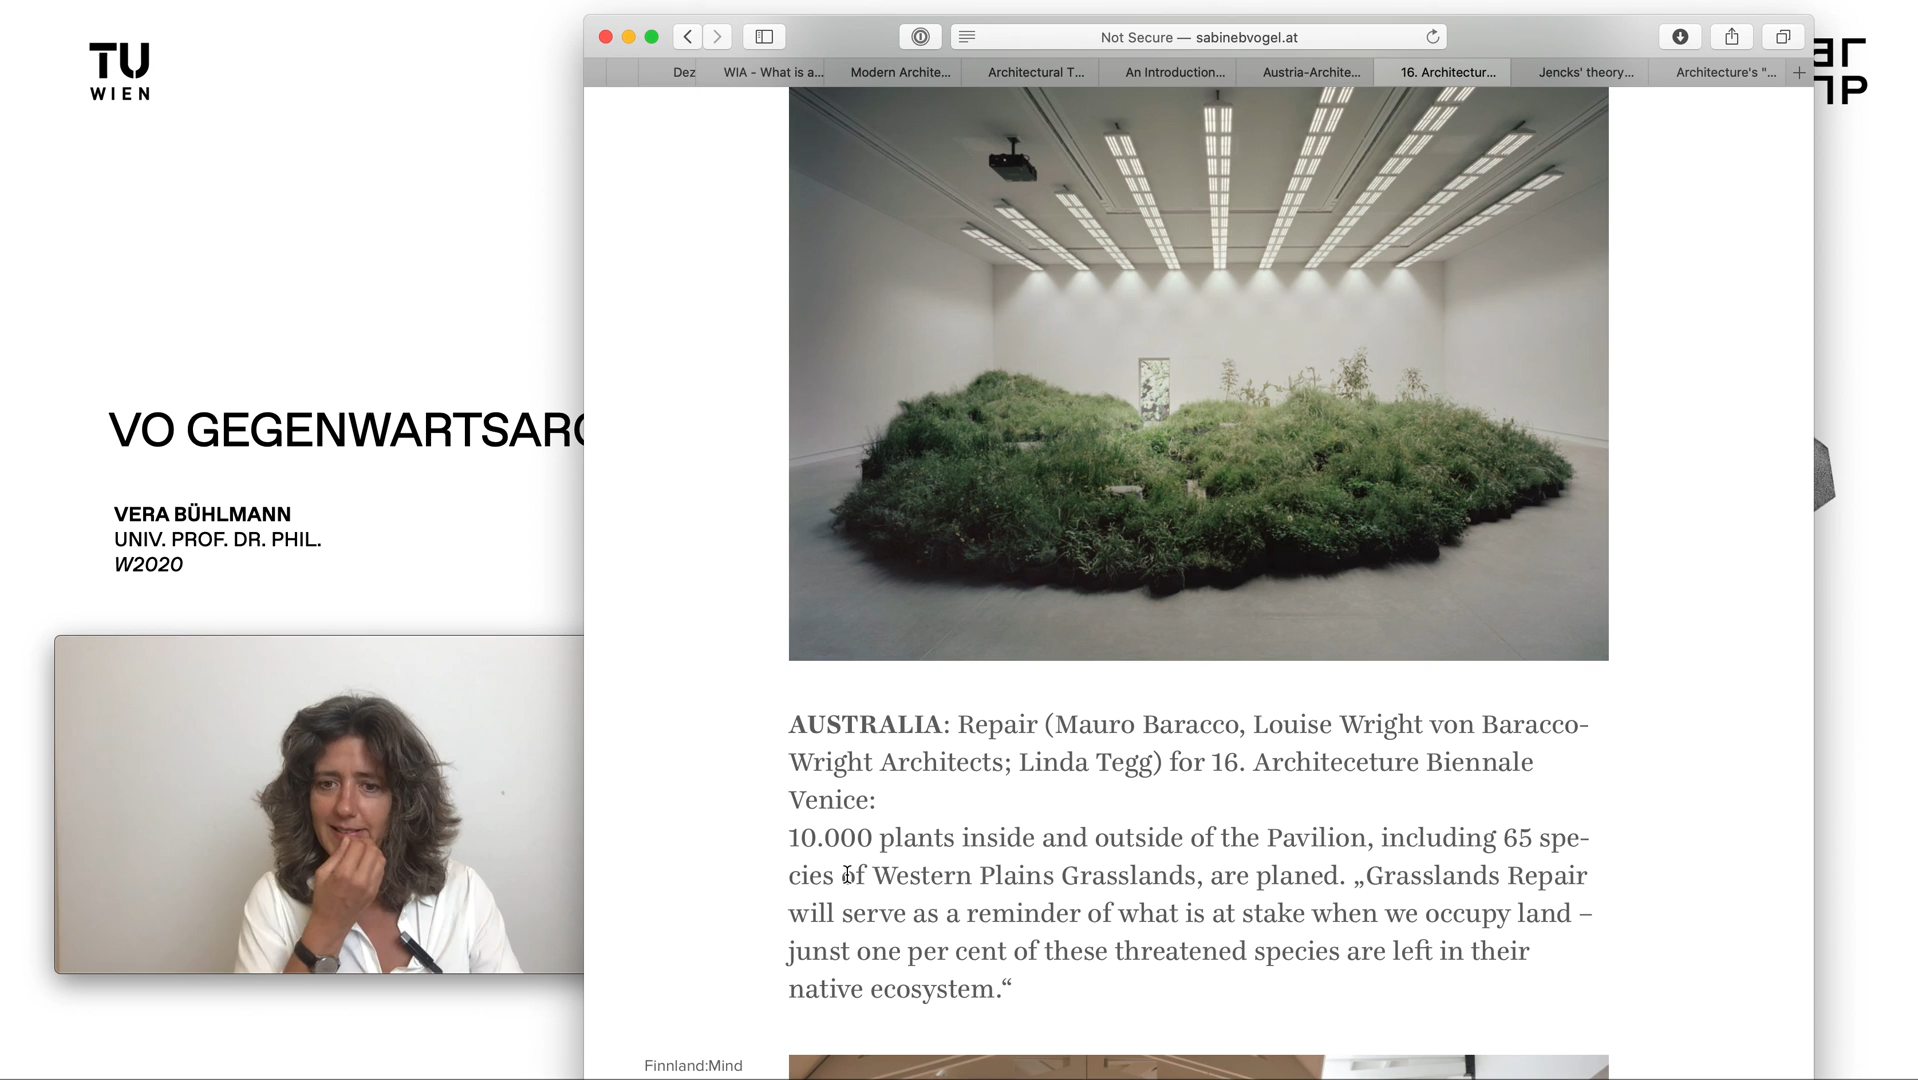 TU
WIEN
Not Secure — sabinebvogel.at
Dez
WIA - What is a...
Modern Archite...
Architectural T...
An Introduction...
Austria-Archite...
16. Architectur...
Jencks' theory...
Architecture's "...
VO GEGENWARTSARC
VERA BÜHLMANN
UNIV. PROF. DR. PHIL.
W2020
AUSTRALIA: Repair (Mauro Baracco, Louise Wright von Baracco-
Wright Architects; Linda Tegg) for 16. Architeceture Biennale
Venice:
10.000 plants inside and outside of the Pavilion, including 65 spe-
cies of Western Plains Grasslands, are planed. „Grasslands Repair
will serve as a reminder of what is at stake when we occupy land –
junst one per cent of these threatened species are left in their
native ecosystem.“
Finnland:Mind